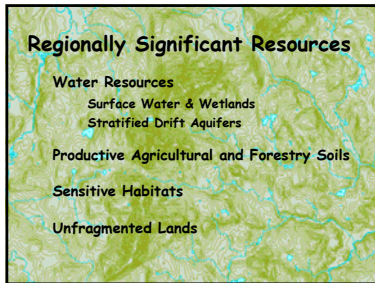 Regionally Significant Resources
Water Resources
Surface Water & Wetlands
Stratified Drift Aquifers
Productive Agricultural and Forestry Soils
Sensitive Habitats
Unfragmented Lands